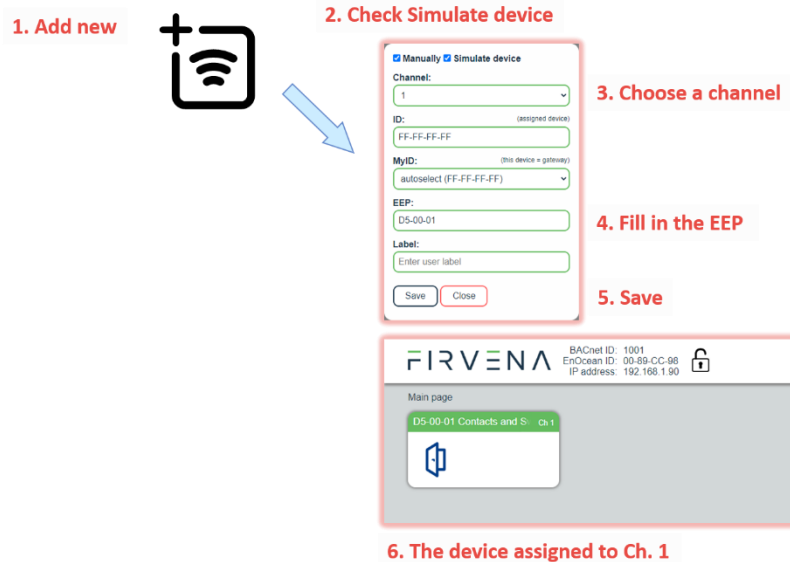 1. Add new
2. Check Simulate device
Manually Simulate device
Channel:
1
3. Choose a channel
ID: (assigned device)
FF-FF-FF-FF
MyID: (this device = gateway)
autoselect (FF-FF-FF-FF)
EEP:
D5-00-01
4. Fill in the EEP
Label:
Enter user label
Save Close
5. Save
FIRVENA
BACnet ID: 1001
EnOcean ID: 00-89-CC-98
IP address: 192.168.1.90
Main page
D5-00-01 Contacts and S Ch 1
6. The device assigned to Ch. 1